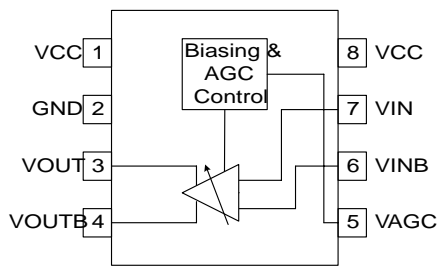 VCC 1
GND 2
VOUT 3
VOUTB 4
Biasing &
AGC
Control
8 VCC
7 VIN
6 VINB
5 VAGC